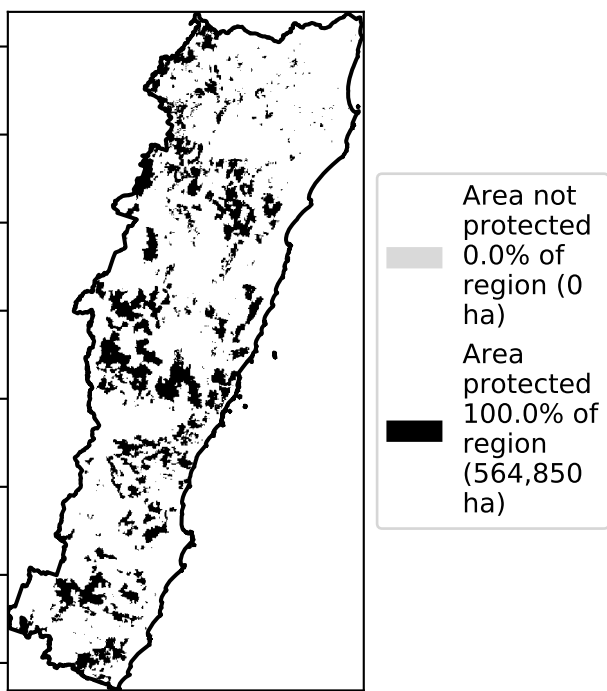 Area not
protected
0.0% of
region (0
ha)
Area
protected
100.0% of
region
(564,850
ha)